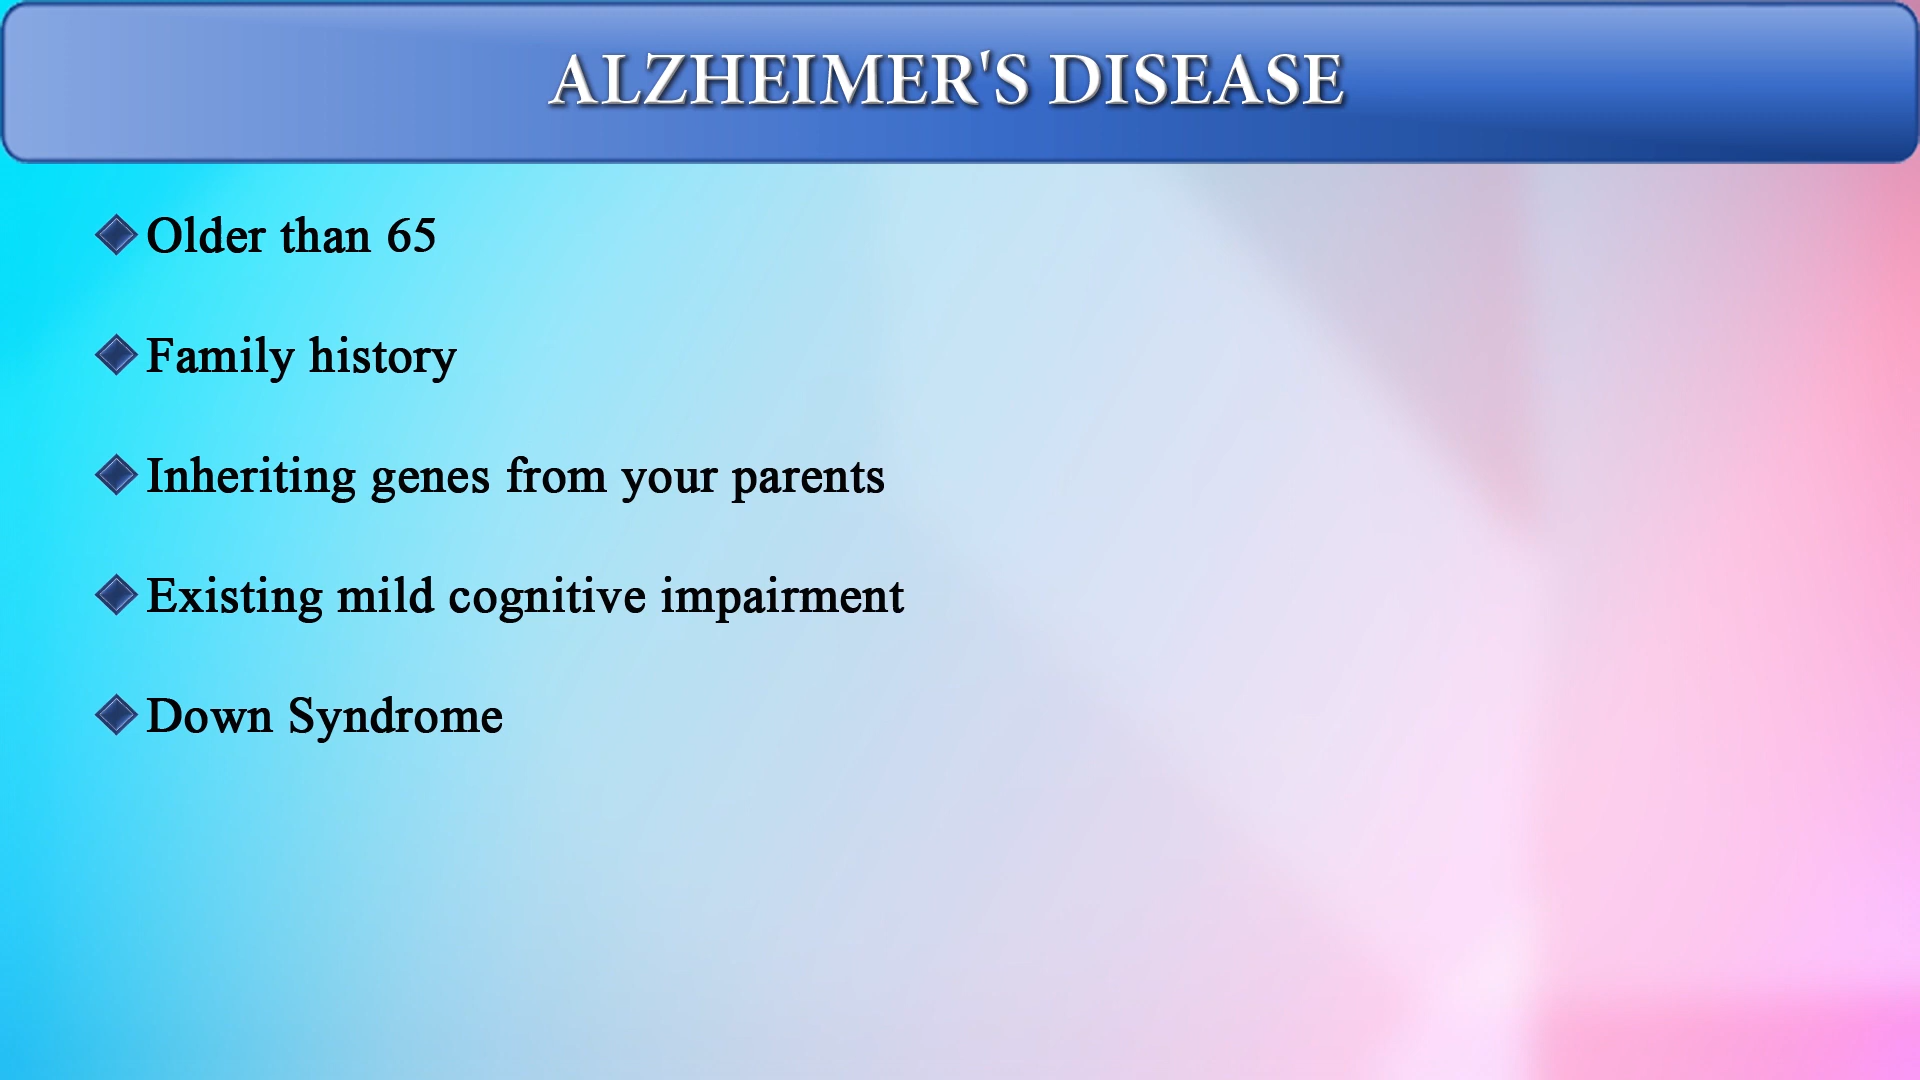 ALZHEIMER'S DISEASE
Older than 65
Family history
Inheriting genes from your parents
Existing mild cognitive impairment
Down Syndrome